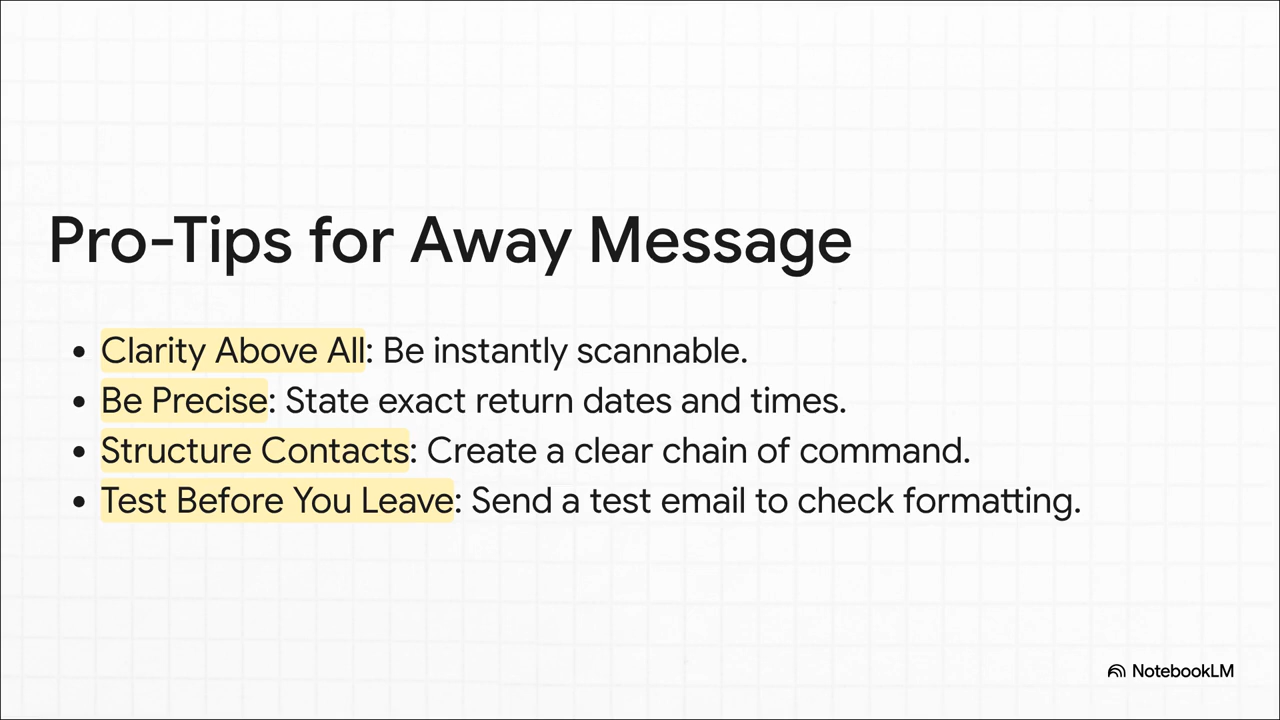 Pro-Tips for Away Message
• Clarity Above All: Be instantly scannable.
• Be Precise: State exact return dates and times.
• Structure Contacts: Create a clear chain of command.
• Test Before You Leave: Send a test email to check formatting.
NotebookLM